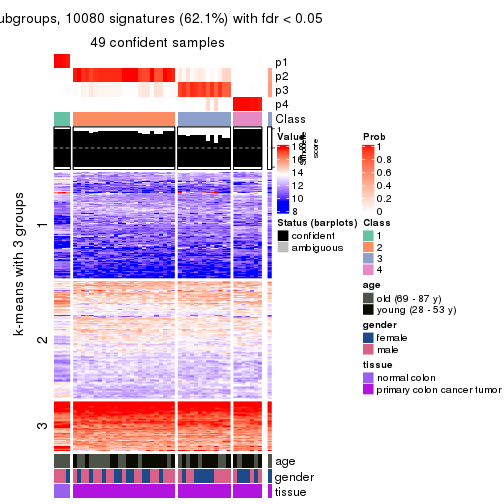 ubgroups, 10080 signatures (62.1%) with fdr < 0.05
49 confident samples
p1
p2
p3
p4
Class
k-means with 3 groups
1
2
3
age
gender
tissue
Value
18
16
14
12
10
8
1
score
Status (barplots)
confident
ambiguous
Prob
1
0.8
0.6
0.4
0.2
0
Class
1
2
3
4
age
old (69 - 87 y)
young (28 - 53 y)
gender
female
male
tissue
normal colon
primary colon cancer tumor